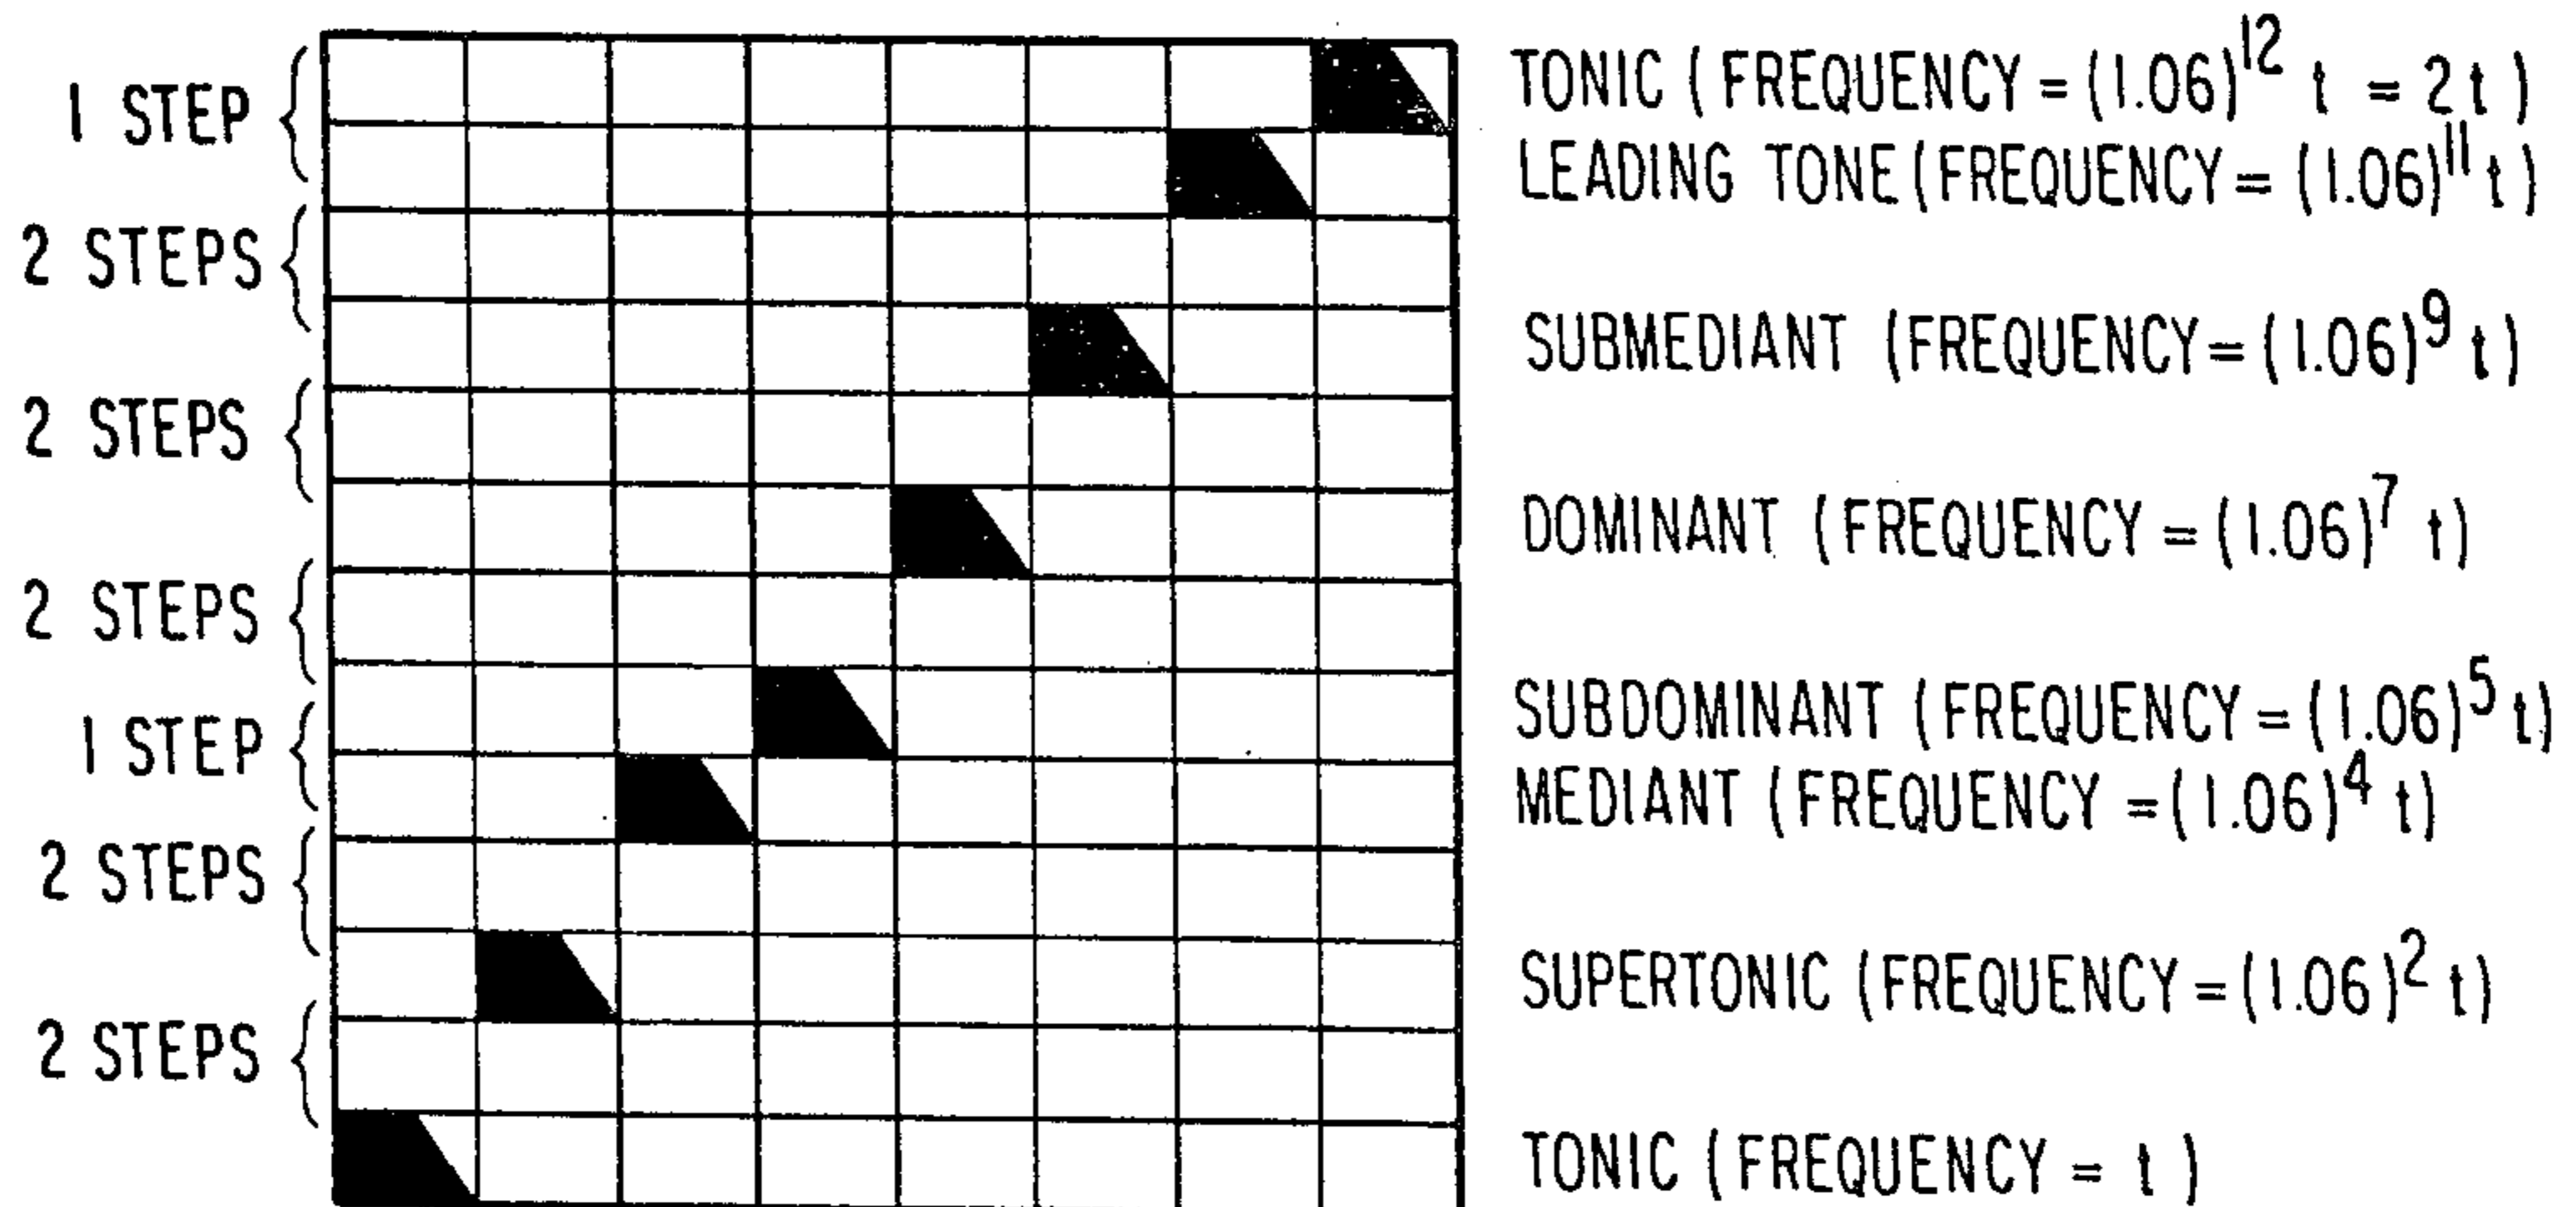 1 STEP
2 STEPS
2 STEPS
2 STEPS
1 STEP
2 STEPS
2 STEPS
TONIC (FREQUENCY = (1.06)¹² t = 2t)
LEADING TONE (FREQUENCY = (1.06)¹¹ t)
SUBMEDIANT (FREQUENCY = (1.06)⁹ t)
DOMINANT (FREQUENCY = (1.06)⁷ t)
SUBDOMINANT (FREQUENCY = (1.06)⁵ t)
MEDIANT (FREQUENCY = (1.06)⁴ t)
SUPERTONIC (FREQUENCY = (1.06)² t)
TONIC (FREQUENCY = t)